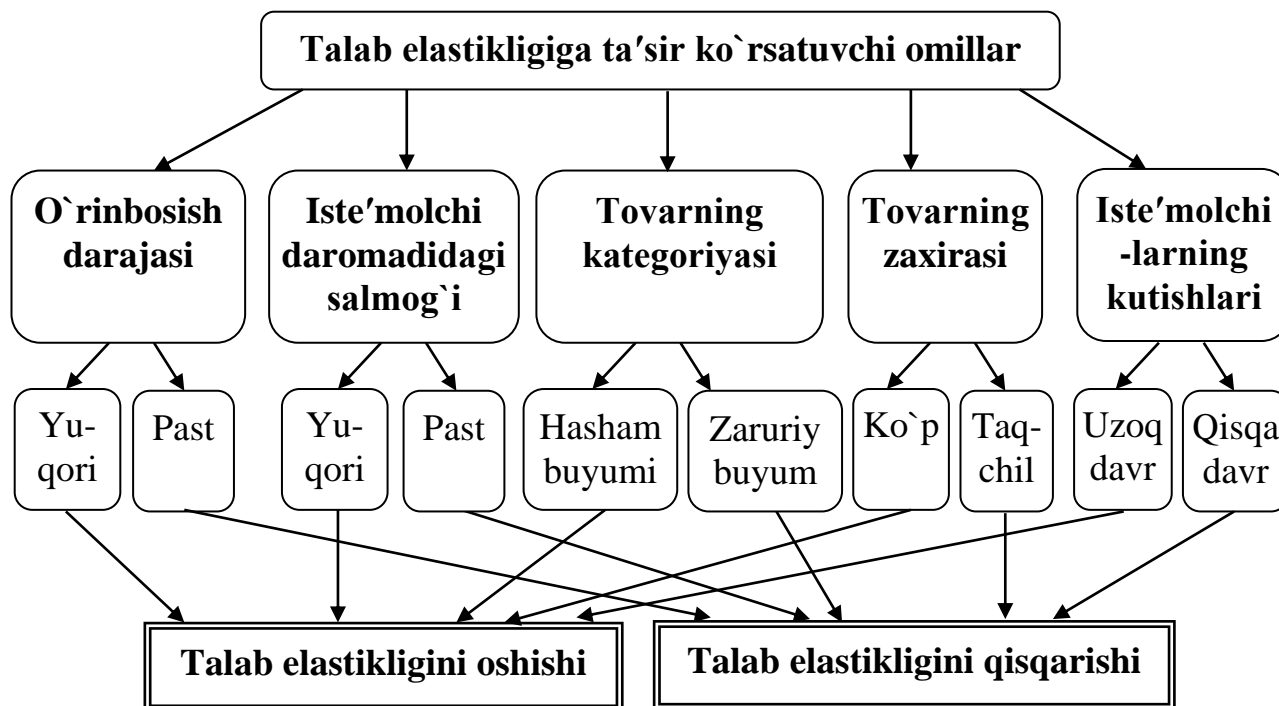 Talab elastikligiga ta′sir ko`rsatuvchi omillar
O`rinbosish
darajasi
Iste′molchi
daromadidagi
salmog`i
Tovarning
kategoriyasi
Tovarning
zaxirasi
Iste′molchi
-larning
kutishlari
Yu-
qori
Past
Yu-
qori
Past
Hasham
buyumi
Zaruriy
buyum
Ko`p
Taq-
chil
Uzoq
davr
Qisqa
davr
Talab elastikligini oshishi
Talab elastikligini qisqarishi